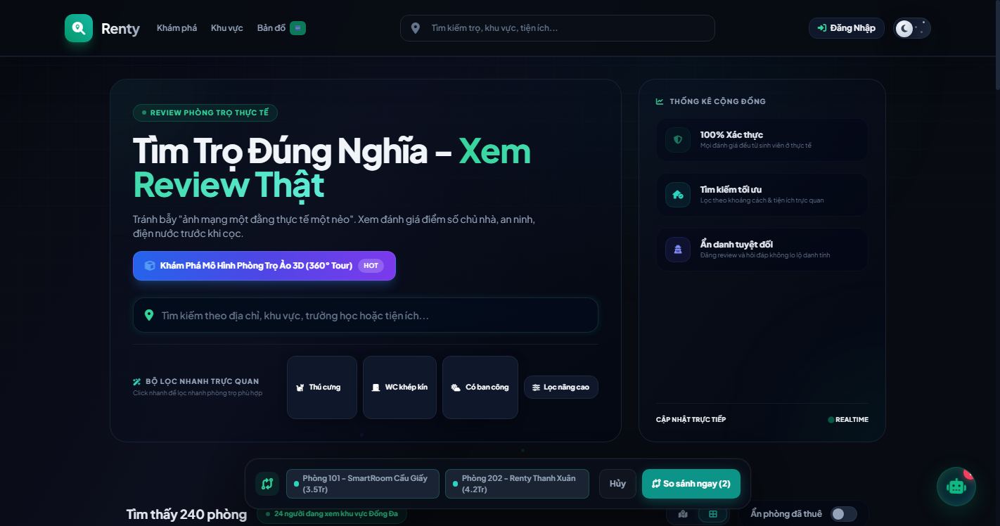 Renty
Khám phá
Khu vực
Bản đồ
Tìm kiếm trọ, khu vực, tiện ích...
Đăng Nhập
REVIEW PHÒNG TRỌ THỰC TẾ
Tìm Trọ Đúng Nghĩa - Xem
Review Thật
Tránh bẫy "ảnh mạng một đằng thực tế một nẻo". Xem đánh giá điểm số chủ nhà, an ninh,
điện nước trước khi cọc.
Khám Phá Mô Hình Phòng Trọ Ảo 3D (360° Tour) HOT
Tìm kiếm theo địa chỉ, khu vực, trường học hoặc tiện ích...
BỘ LỌC NHANH TRỰC QUAN
Click nhanh để lọc nhanh phòng trọ phù hợp
Thú cưng
WC khép kín
Có ban công
Lọc nâng cao
THỐNG KÊ CỘNG ĐỒNG
100% Xác thực
Mọi đánh giá đều từ sinh viên ở thực tế
Tìm kiếm tối ưu
Lọc theo khoảng cách & tiện ích trực quan
Ẩn danh tuyệt đối
Đăng review và hỏi đáp không lo lộ danh tính
CẬP NHẬT TRỰC TIẾP
REALTIME
Phòng 101 - SmartRoom Cầu Giấy
(3.5Tr)
Phòng 202 - Renty Thanh Xuân
(4.2Tr)
Hủy
So sánh ngay (2)
Tìm thấy 240 phòng
24 người đang xem khu vực Đống Đa
Ẩn phòng đã thuê